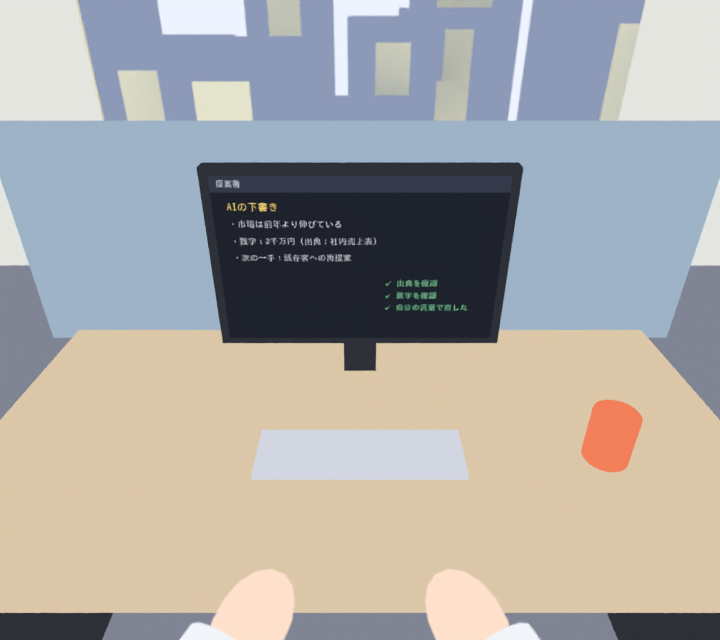 提案書
AIの下書き
・市場は前年より伸びている
・数字：3千万円（出典：社内売上表）
・次の一手：既存客への再提案
✓ 出典を確認
✓ 数字を確認
✓ 自分の言葉で直した